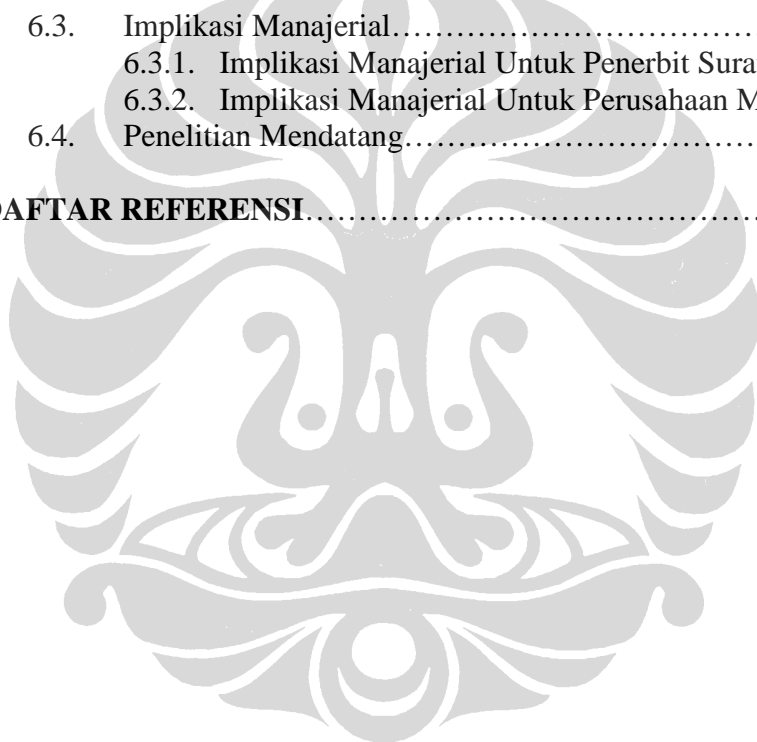 6.3. Implikasi Manajerial……………………………
6.3.1. Implikasi Manajerial Untuk Penerbit Sura
6.3.2. Implikasi Manajerial Untuk Perusahaan M
6.4. Penelitian Mendatang……………………………
DAFTAR REFERENSI……………………………………